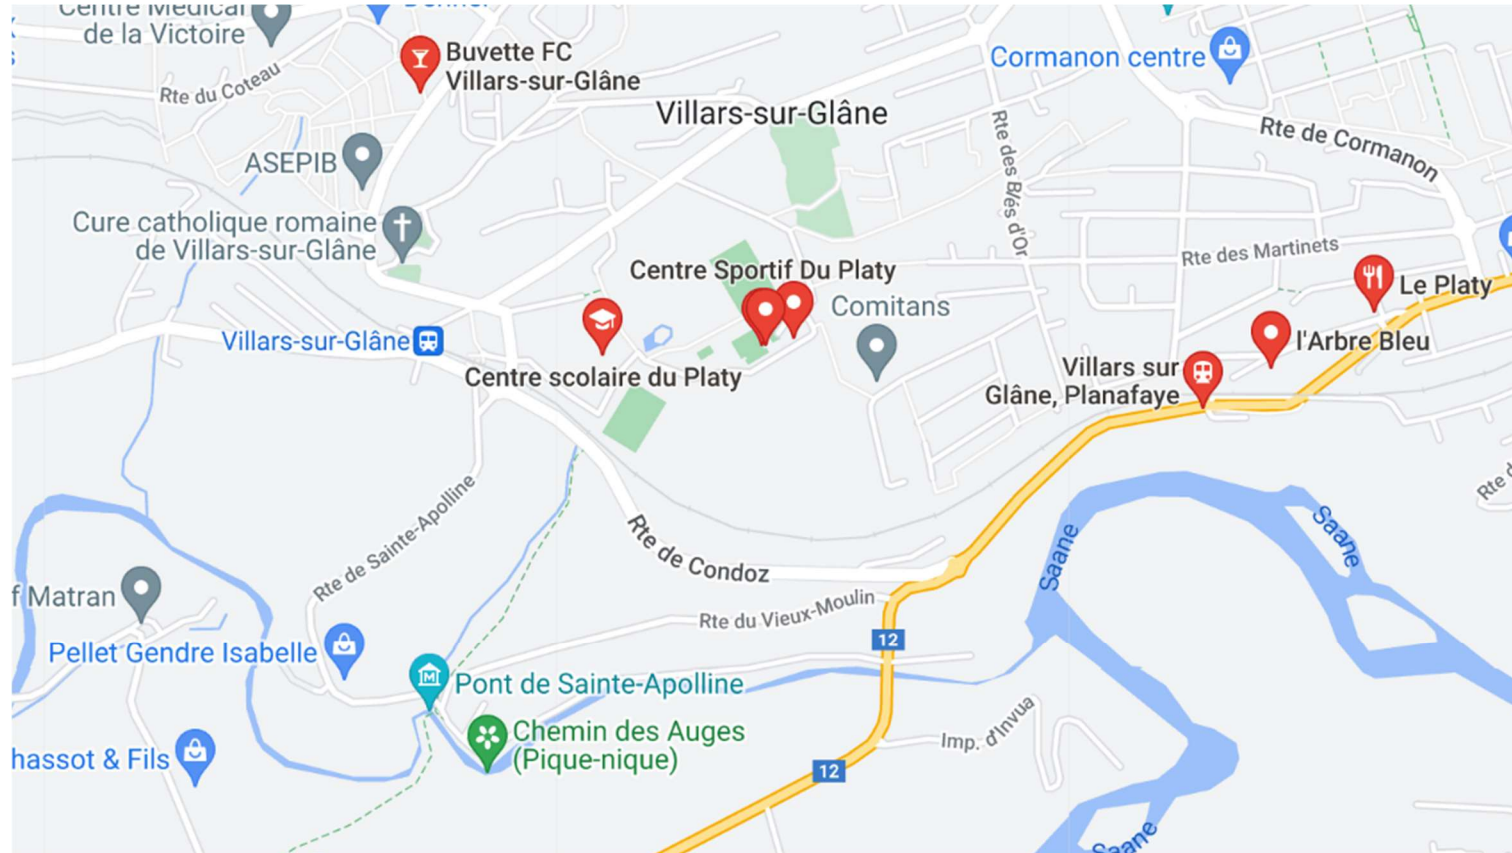 Centre Médical
de la Victoire
Buvette FC
Villars-sur-Glâne
Rte du Coteau
Villars-sur-Glâne
Cormanon centre
Rte de Cormanon
Rte des Blés d'Or
ASEPIB
Cure catholique romaine
de Villars-sur-Glâne
Rte des Martinets
Centre Sportif Du Platy
Le Platy
Comitans
Villars-sur-Glâne
l'Arbre Bleu
Centre scolaire du Platy
Villars sur
Glâne, Planafaye
Rte de Sainte-Apolline
Rte de Condoz
Saane
Saane
f Matran
Rte du Vieux-Moulin
12
Pellet Gendre Isabelle
Pont de Sainte-Apolline
Chemin des Auges
(Pique-nique)
Imp. d'Invua
hassot & Fils
12
Saane